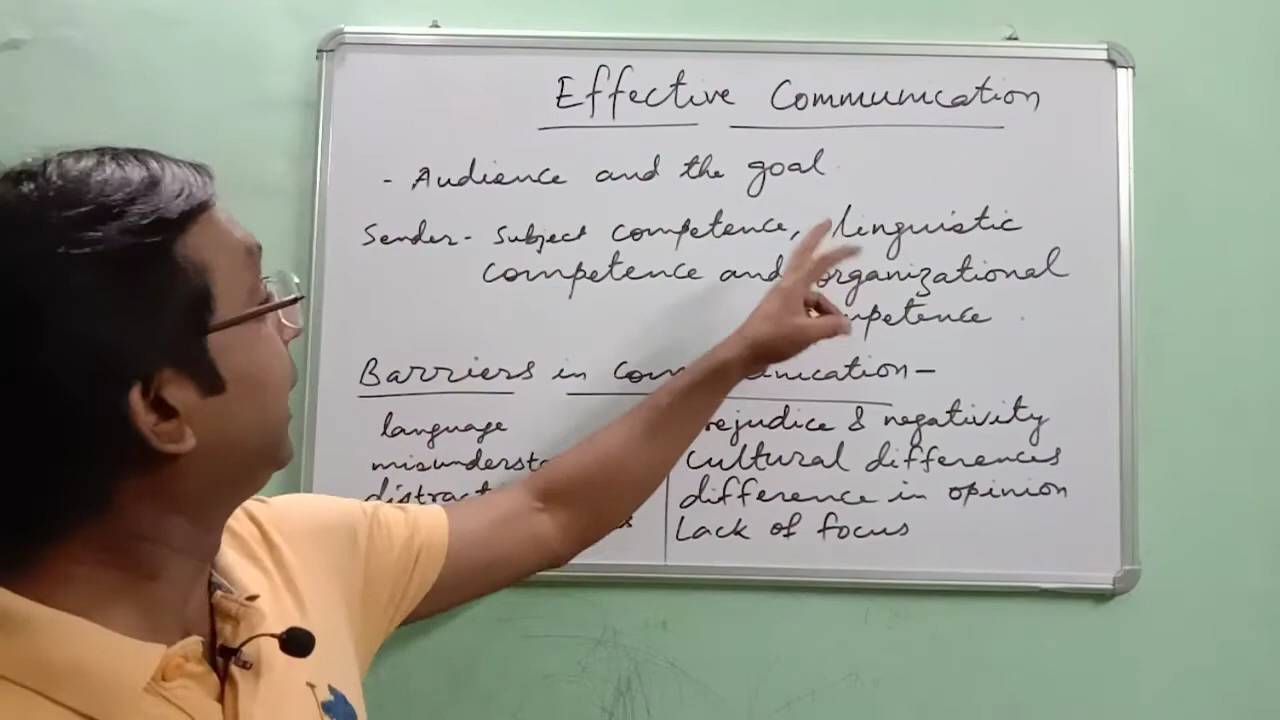 Effective Communication
- Audience and the goal
Sender - Subject competence, linguistic
competence and organizational
Barriers in communication -
language
prejudice & negativity
cultural differences
difference in opinion
Lack of focus